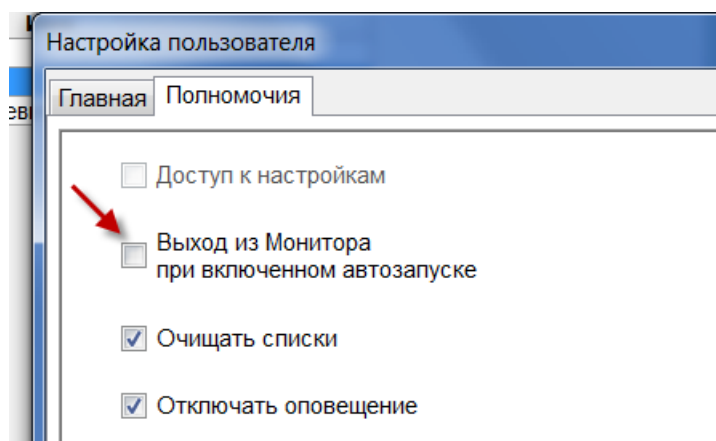 Настройка пользователя
Главная Полномочия
Доступ к настройкам
Выход из Монитора
при включенном автозапуске
Очищать списки
Отключать оповещение